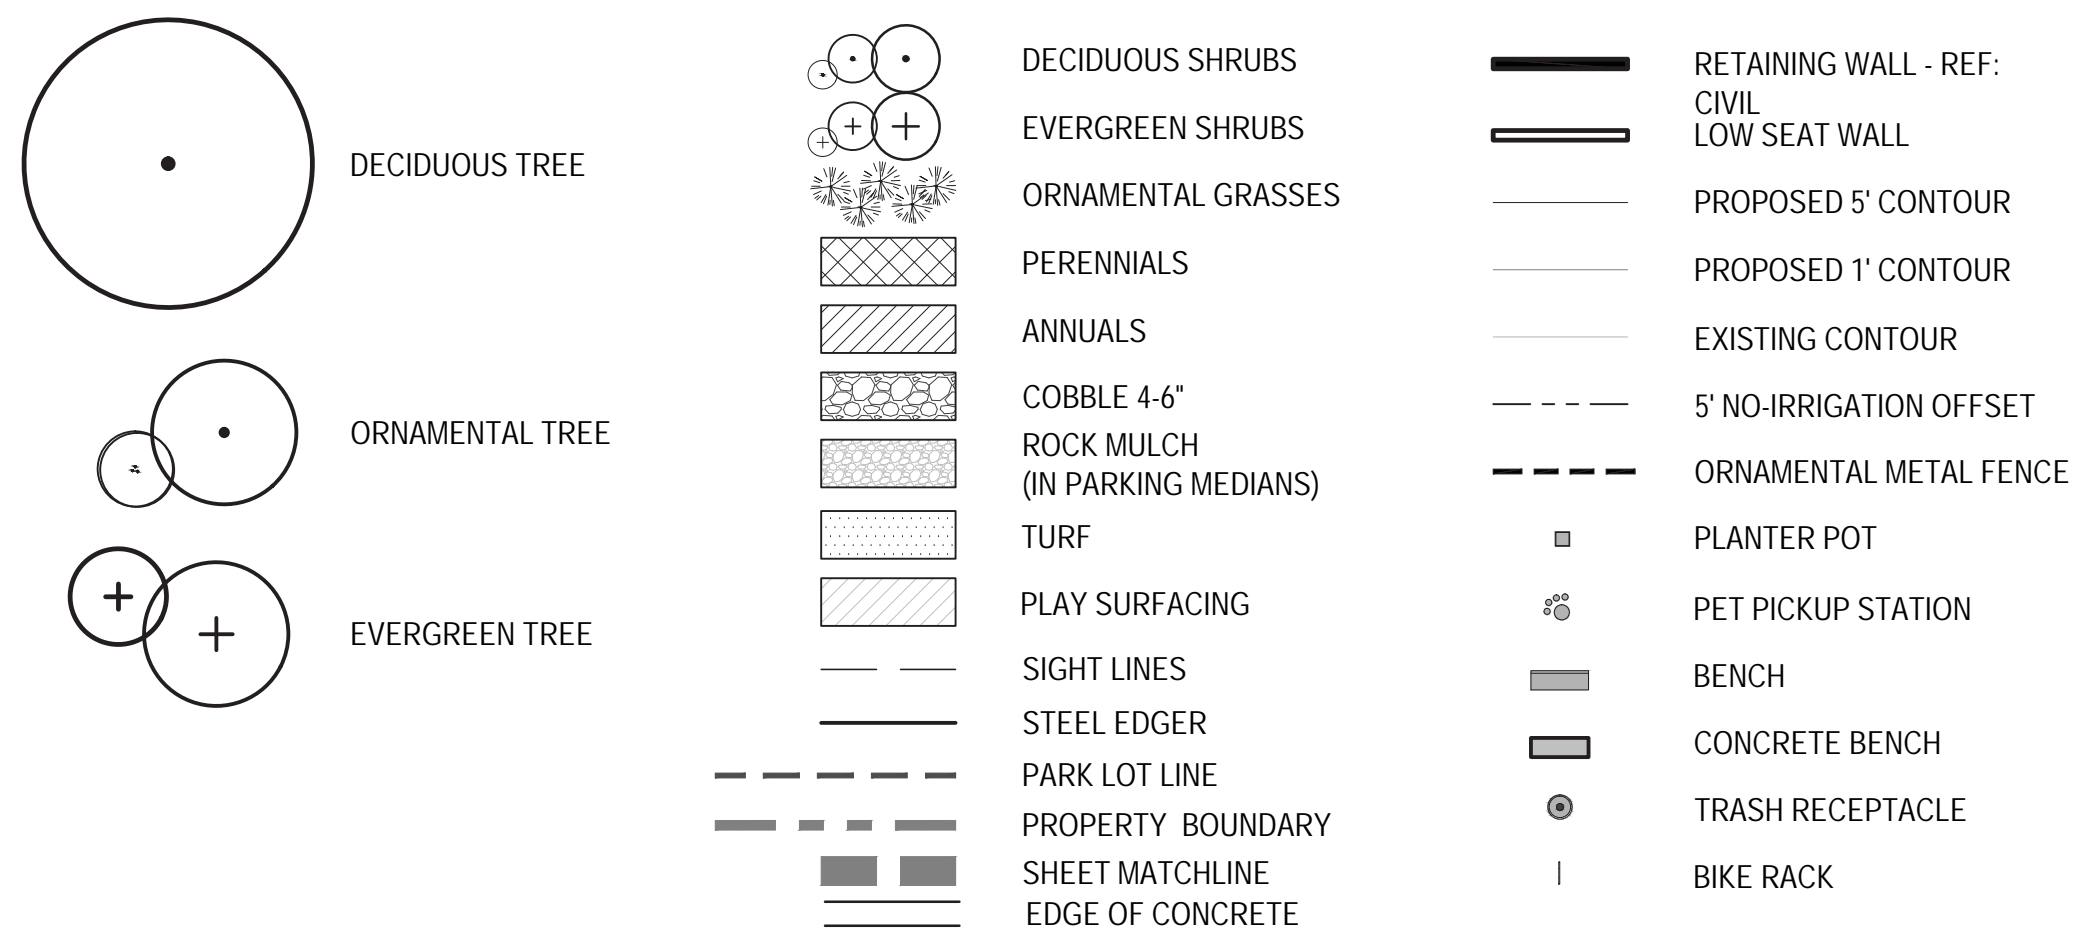 DECIDUOUS TREE
ORNAMENTAL TREE
EVERGREEN TREE
DECIDUOUS SHRUBS
EVERGREEN SHRUBS
ORNAMENTAL GRASSES
PERENNIALS
ANNUALS
COBBLE 4-6"
ROCK MULCH
(IN PARKING MEDIANS)
TURF
PLAY SURFACING
SIGHT LINES
STEEL EDGER
PARK LOT LINE
PROPERTY BOUNDARY
SHEET MATCHLINE
EDGE OF CONCRETE
RETAINING WALL - REF:
CIVIL
LOW SEAT WALL
PROPOSED 5' CONTOUR
PROPOSED 1' CONTOUR
EXISTING CONTOUR
5' NO-IRRIGATION OFFSET
ORNAMENTAL METAL FENCE
PLANTER POT
PET PICKUP STATION
BENCH
CONCRETE BENCH
TRASH RECEPTACLE
BIKE RACK